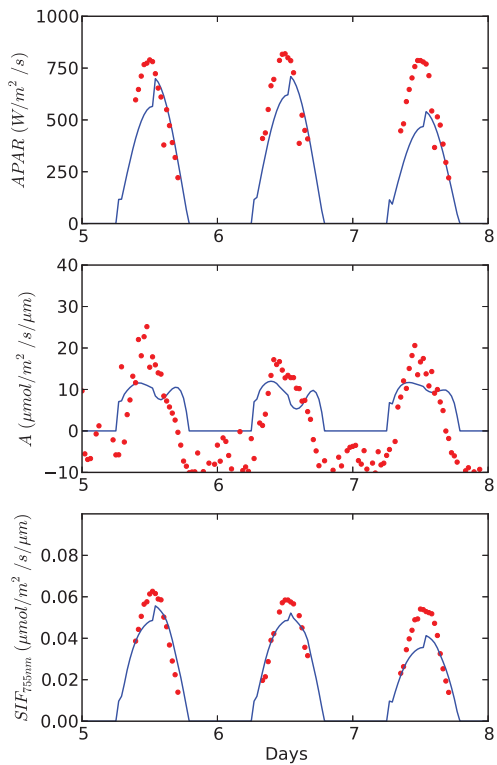 1000
750
500
250
0
APAR (W/m² /s)
5 6 7 8
40
30
20
10
0
−10
A (μmol/m² /s/μm)
5 6 7 8
0.08
0.06
0.04
0.02
0.00
SIF₇₅₅ₙₘ (μmol/m² /s/μm)
5 6 7 8
Days